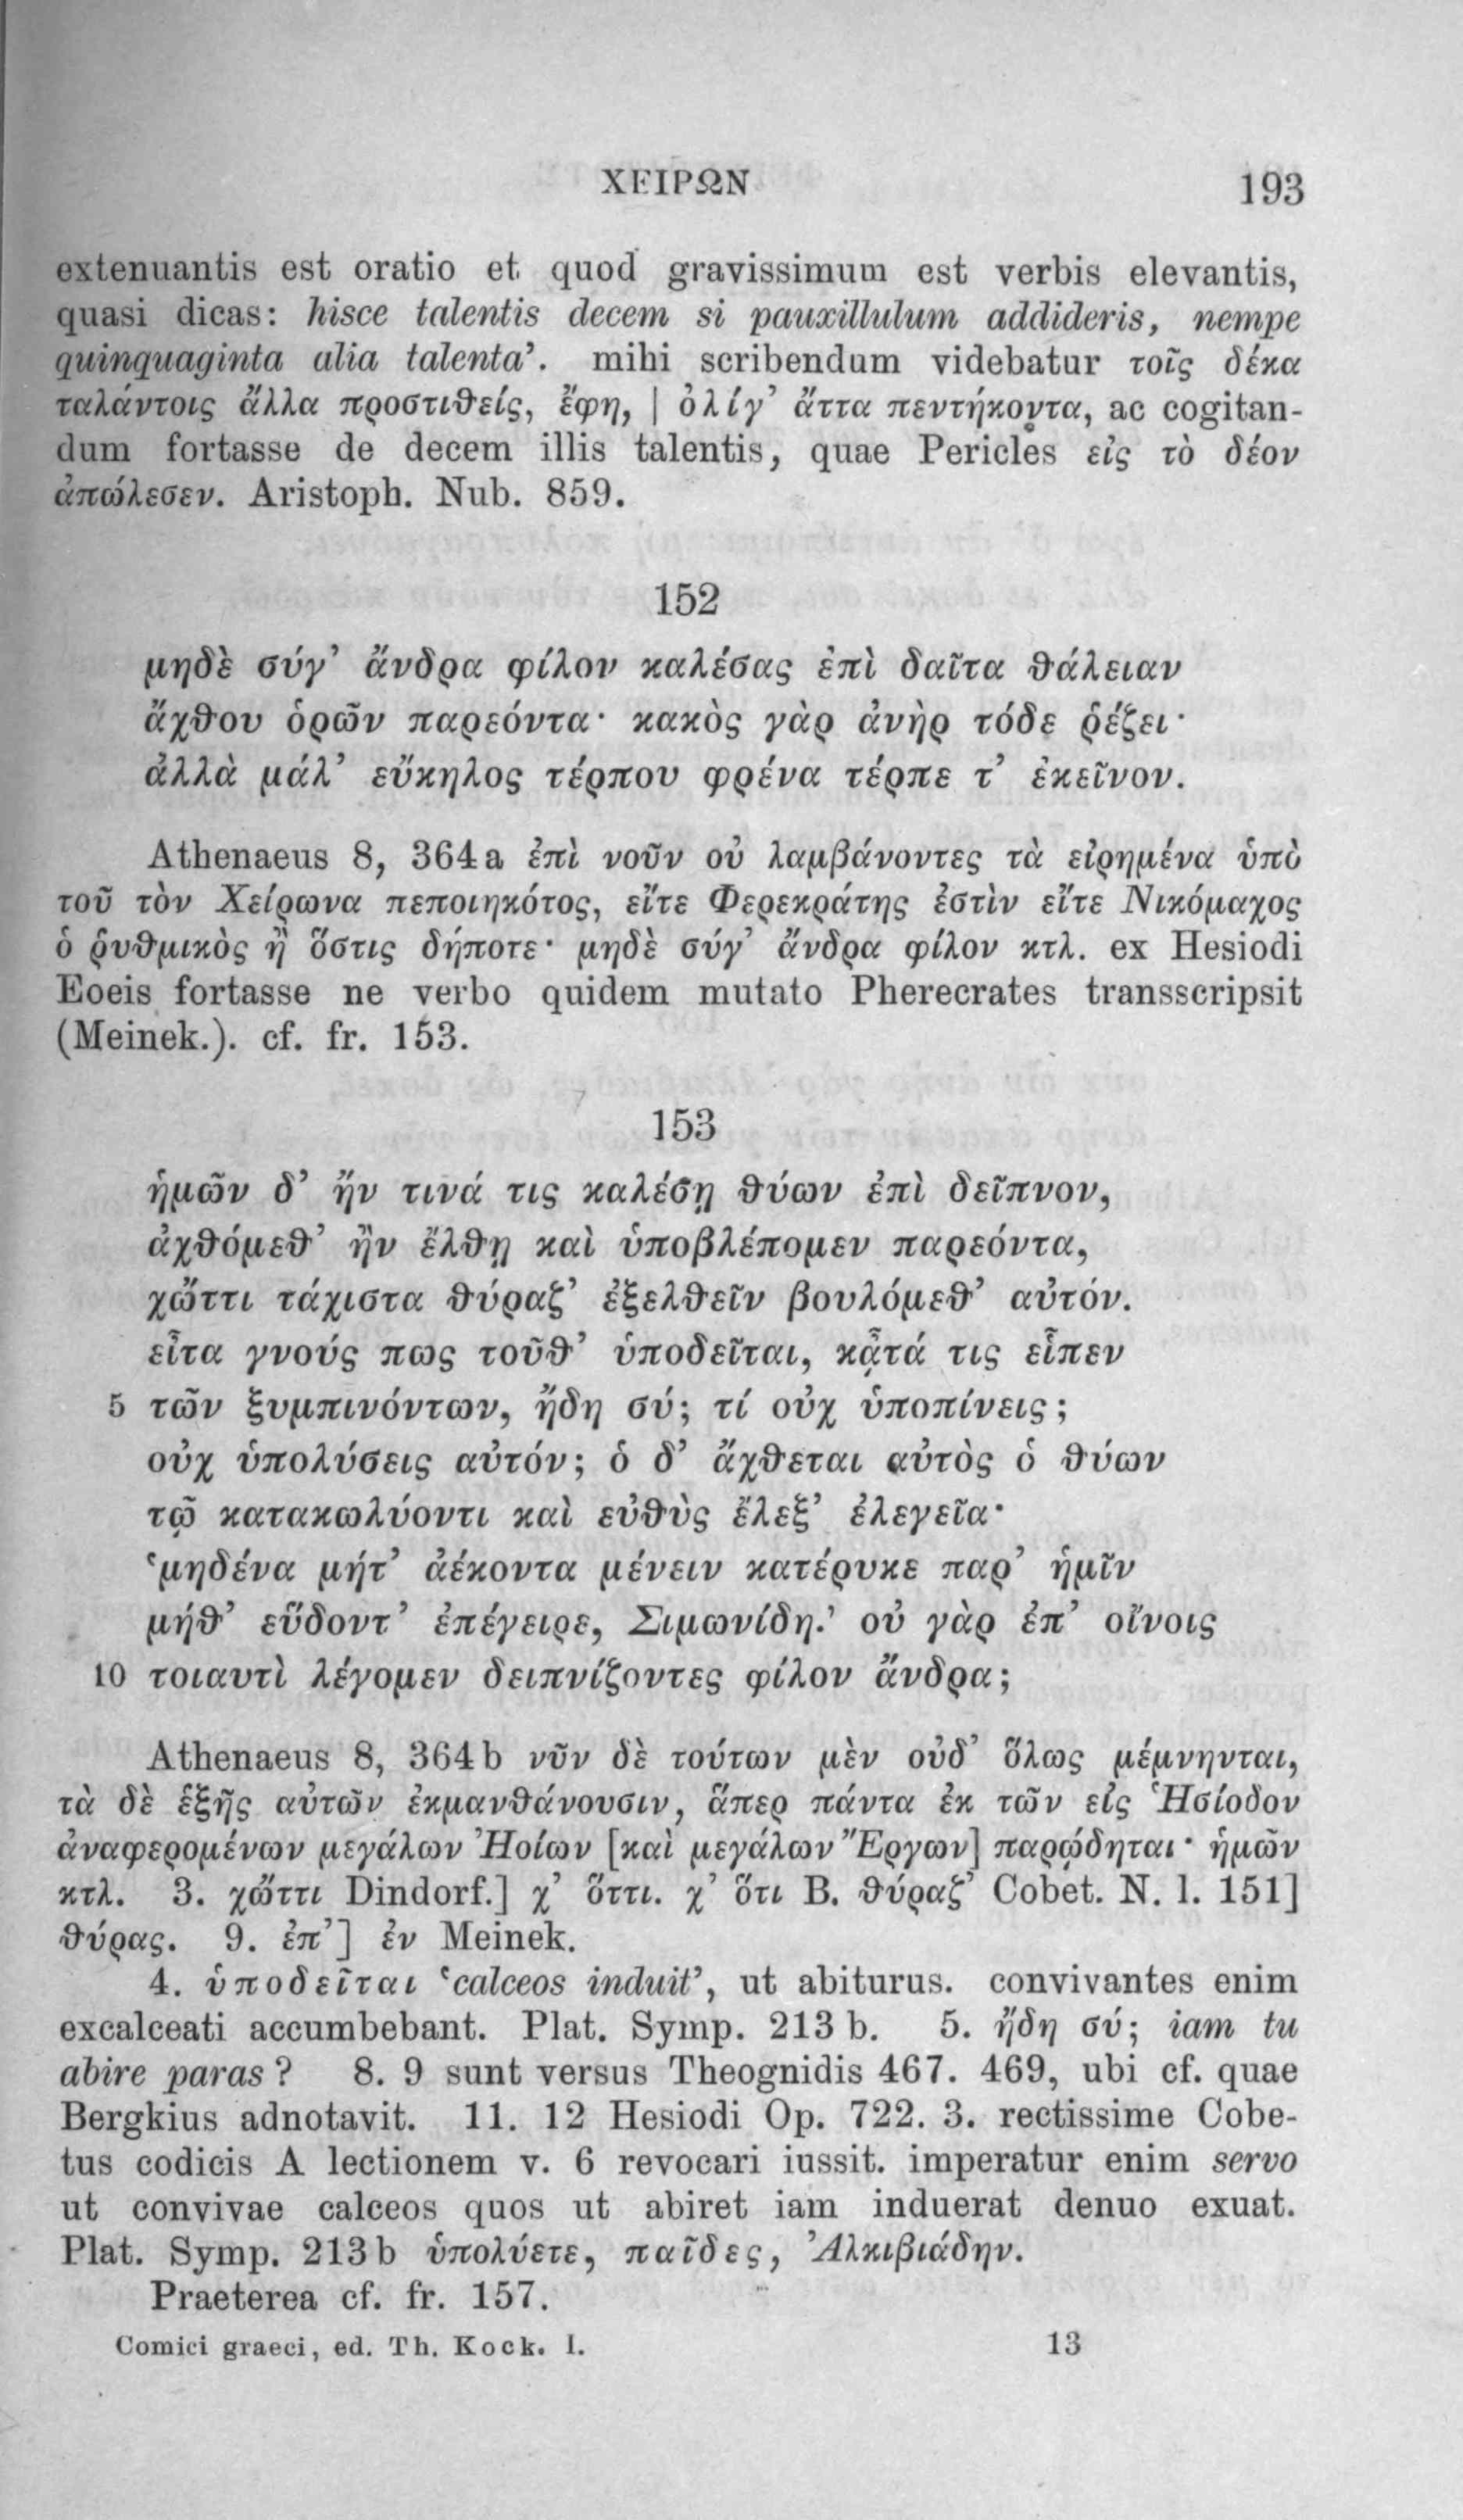 ΧΕΙΡΩΝ 193
extenuantis est oratio et quod gravissimum est verbis elevantis,
quasi dicas: hisce talentis decem si pauxillulum addideris, nempe
quinquaginta alia talenta’. mihi scribendum videbatur τοῖς δέκα
ταλάντοις ἄλλα προστιθείς, ἔφη, | ὀλίγ’ ἄττα πεντήκοντα, ac cogitan-
dum fortasse de decem illis talentis, quae Pericles εἰς τὸ δέον
ἀπώλεσεν. Aristoph. Nub. 859.
152
μηδὲ σύγ’ ἄνδρα φίλον καλέσας ἐπὶ δαῖτα θάλειαν
ἄχθου ὁρῶν παρεόντα· κακὸς γὰρ ἀνὴρ τόδε ῥέζει·
ἀλλὰ μάλ’ εὔκηλος τέρπου φρένα τέρπε τ’ ἐκεῖνον.
Athenaeus 8, 364a ἐπὶ νοῦν οὐ λαμβάνοντες τὰ εἰρημένα ὑπὸ
τοῦ τὸν Χείρωνα πεποιηκότος, εἴτε Φερεκράτης ἐστὶν εἴτε Νικόμαχος
ὁ ῥυθμικὸς ἢ ὅστις δήποτε· μηδὲ σύγ’ ἄνδρα φίλον κτλ. ex Hesiodi
Eoeis fortasse ne verbo quidem mutato Pherecrates transscripsit
(Meinek.). cf. fr. 153.
153
ἡμῶν δ’ ἤν τινά τις καλέσῃ θύων ἐπὶ δεῖπνον,
ἀχθόμεθ’ ἢν ἔλθῃ καὶ ὑποβλέπομεν παρεόντα,
χὤττι τάχιστα θύραζ’ ἐξελθεῖν βουλόμεθ’ αὐτόν.
εἶτα γνούς πως τοῦθ’ ὑποδεῖται, κᾆτά τις εἶπεν
5 τῶν ξυμπινόντων, ἤδη σύ; τί οὐχ ὑποπίνεις;
οὐχ ὑπολύσεις αὐτόν; ὁ δ’ ἄχθεται αὐτὸς ὁ θύων
τῷ κατακωλύοντι καὶ εὐθὺς ἔλεξ’ ἐλεγεῖα·
‘μηδένα μήτ’ ἀέκοντα μένειν κατέρυκε παρ’ ἡμῖν
μήθ’ εὕδοντ’ ἐπέγειρε, Σιμωνίδη.’ οὐ γὰρ ἐπ’ οἴνοις
10 τοιαυτὶ λέγομεν δειπνίζοντες φίλον ἄνδρα;
Athenaeus 8, 364b νῦν δὲ τούτων μὲν οὐδ’ ὅλως μέμνηνται,
τὰ δὲ ἑξῆς αὐτῶν ἐκμανθάνουσιν, ἅπερ πάντα ἐκ τῶν εἰς Ἡσίοδον
ἀναφερομένων μεγάλων Ἠοίων [καὶ μεγάλων Ἔργων] παρῴδηται· ἡμῶν
κτλ. 3. χὤττι Dindorf.] χ’ ὅττι. χ’ ὅτι B. θύραζ’ Cobet. N. l. 151]
θύρας. 9. ἐπ’] ἐν Meinek.
4. ὑποδεῖται ‘calceos induit’, ut abiturus. convivantes enim
excalceati accumbebant. Plat. Symp. 213 b. 5. ἤδη σύ; iam tu
abire paras? 8. 9 sunt versus Theognidis 467. 469, ubi cf. quae
Bergkius adnotavit. 11. 12 Hesiodi Op. 722. 3. rectissime Cobe-
tus codicis A lectionem v. 6 revocari iussit. imperatur enim servo
ut convivae calceos quos ut abiret iam induerat denuo exuat.
Plat. Symp. 213b ὑπολύετε, παῖδες, Ἀλκιβιάδην.
Praeterea cf. fr. 157.
Comici graeci, ed. Th. Kock. I. 13